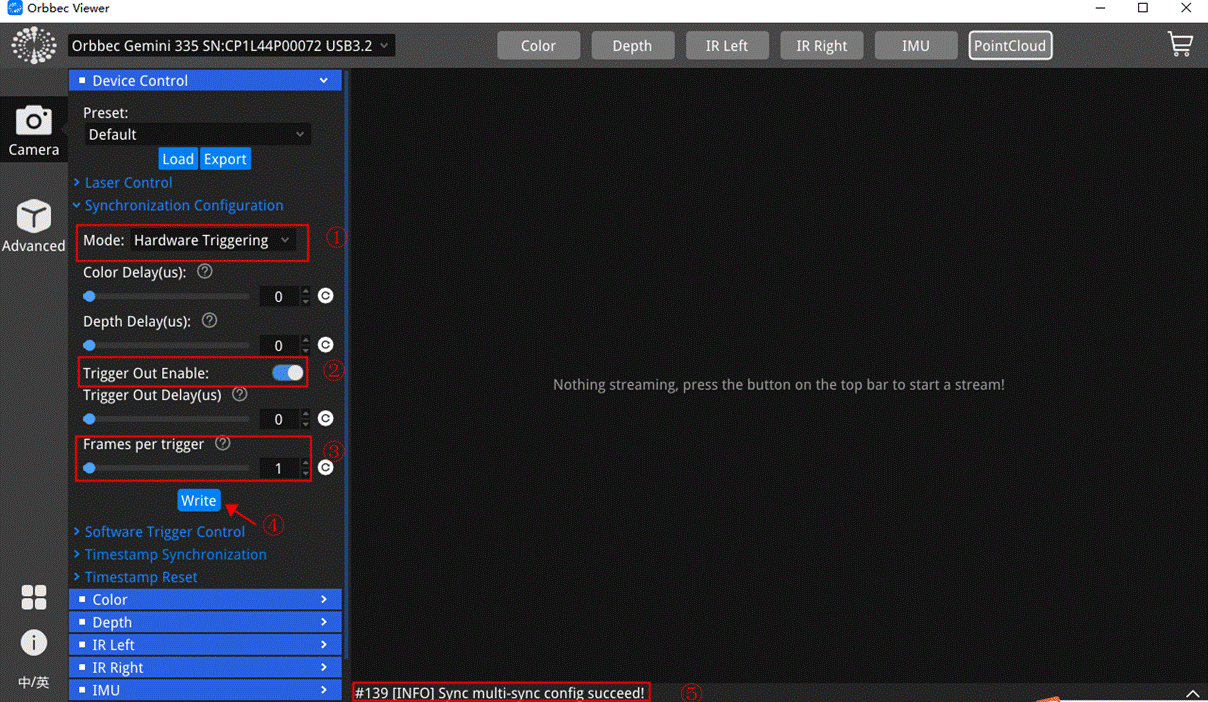 Orbbec Viewer
Orbbec Gemini 335 SN:CP1L44P00072 USB3.2
Color
Depth
IR Left
IR Right
IMU
PointCloud
Device Control
Preset:
Default
Load
Export
Camera
Laser Control
Synchronization Configuration
Mode: Hardware Triggering
①
Advanced
Color Delay(us): ?
0
Depth Delay(us): ?
0
Trigger Out Enable:
②
Trigger Out Delay(us) ?
0
Frames per trigger ?
③
1
Nothing streaming, press the button on the top bar to start a stream!
Write
④
Software Trigger Control
Timestamp Synchronization
Timestamp Reset
Color
Depth
IR Left
IR Right
IMU
中/英
#139 [INFO] Sync multi-sync config succeed!
⑤